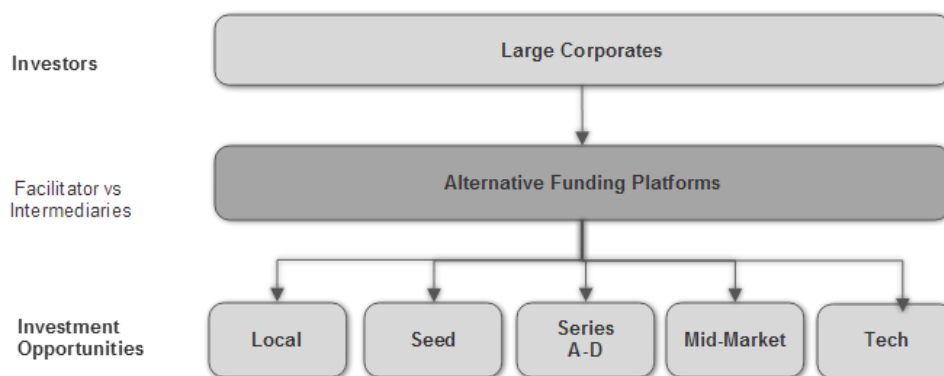 Large Corporates
Investors
Alternative Funding Platforms
Facilitator vs
Intermediaries
Investment
Opportunities
Local
Seed
Series
A-D
Mid-Market
Tech